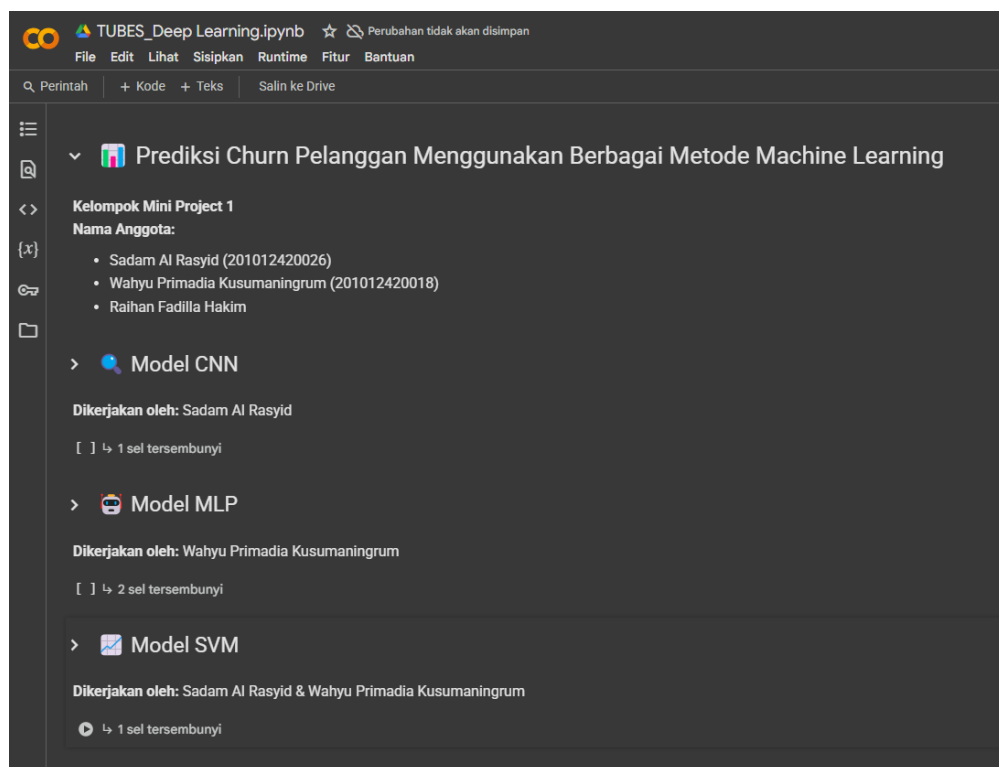 TUBES_Deep Learning.ipynb Perubahan tidak akan disimpan
File Edit Lihat Sisipkan Runtime Fitur Bantuan
Perintah + Kode + Teks Salin ke Drive
Prediksi Churn Pelanggan Menggunakan Berbagai Metode Machine Learning
Kelompok Mini Project 1
Nama Anggota:
• Sadam Al Rasyid (201012420026)
• Wahyu Primadia Kusumaningrum (201012420018)
• Raihan Fadilla Hakim
Model CNN
Dikerjakan oleh: Sadam Al Rasyid
[ ] ↳ 1 sel tersembunyi
Model MLP
Dikerjakan oleh: Wahyu Primadia Kusumaningrum
[ ] ↳ 2 sel tersembunyi
Model SVM
Dikerjakan oleh: Sadam Al Rasyid & Wahyu Primadia Kusumaningrum
↳ 1 sel tersembunyi